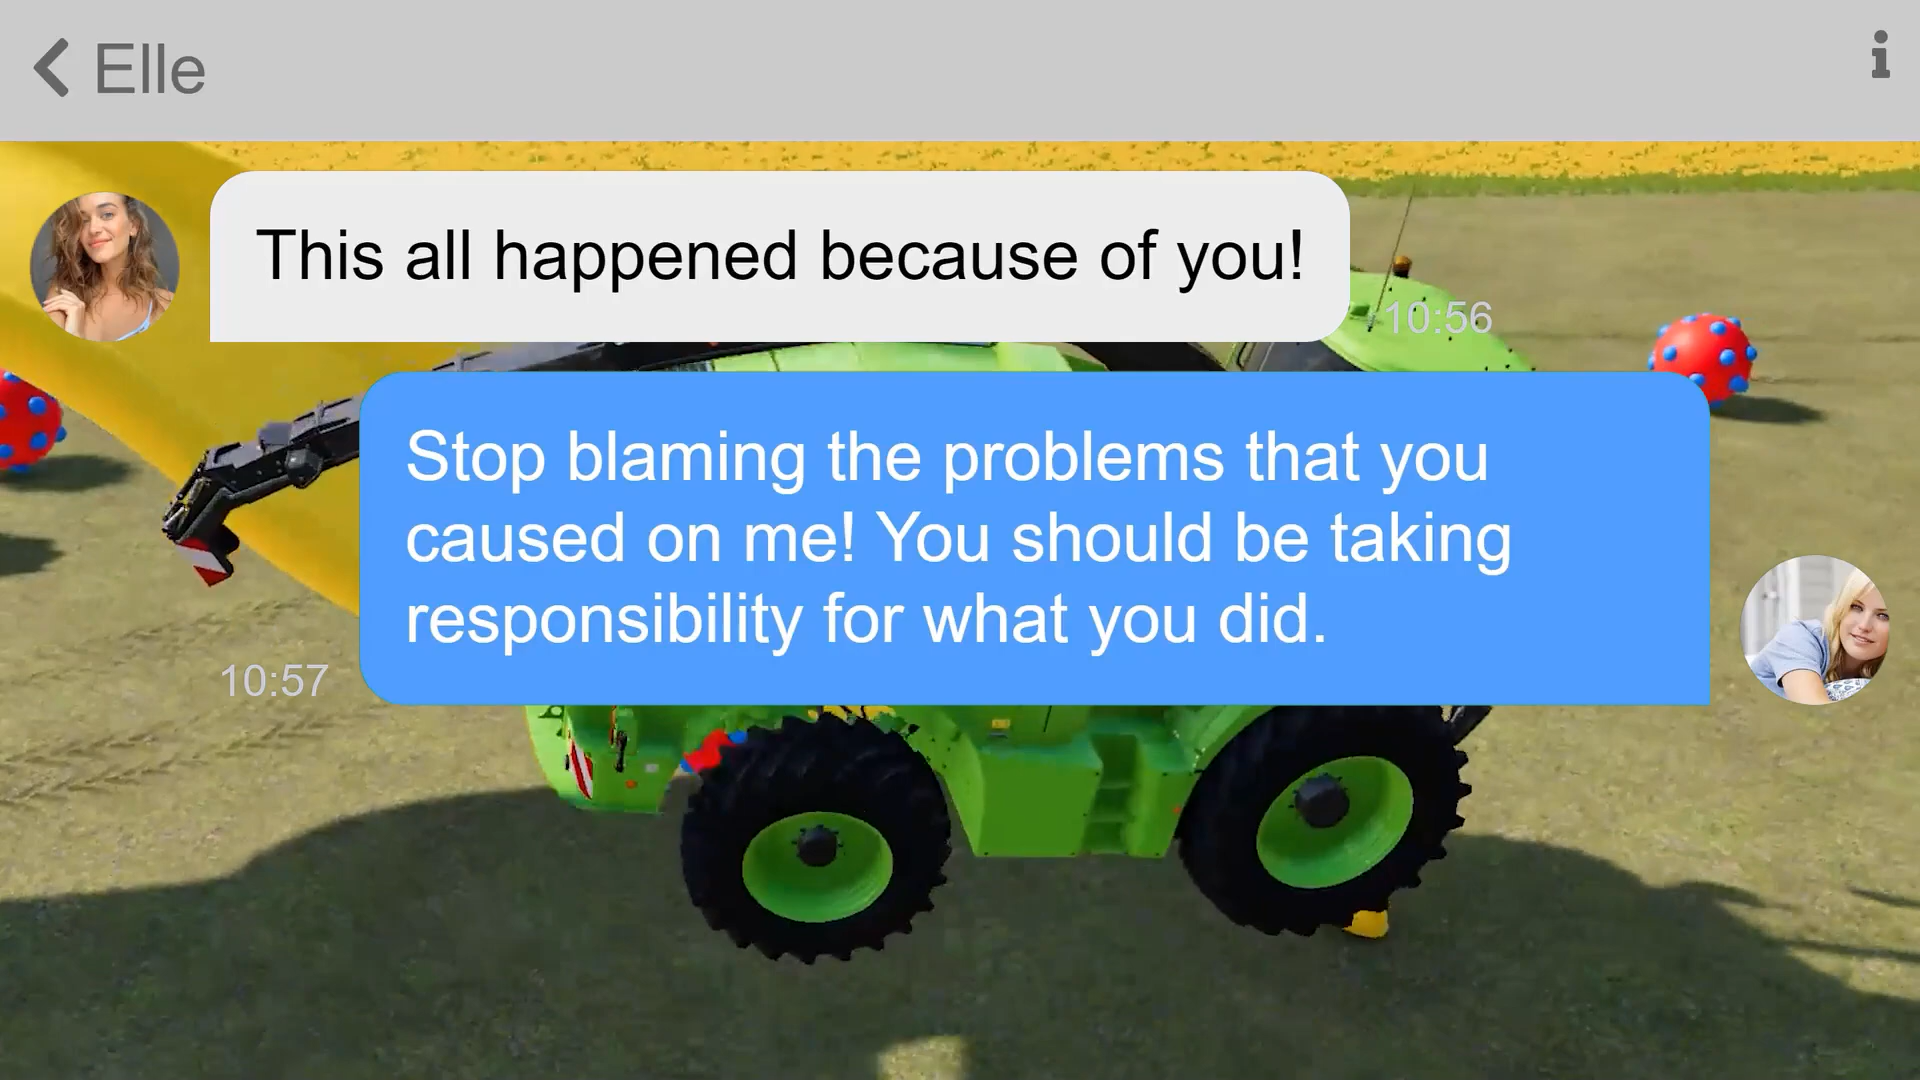 Elle
This all happened because of you!
10:56
Stop blaming the problems that you
caused on me! You should be taking
responsibility for what you did.
10:57